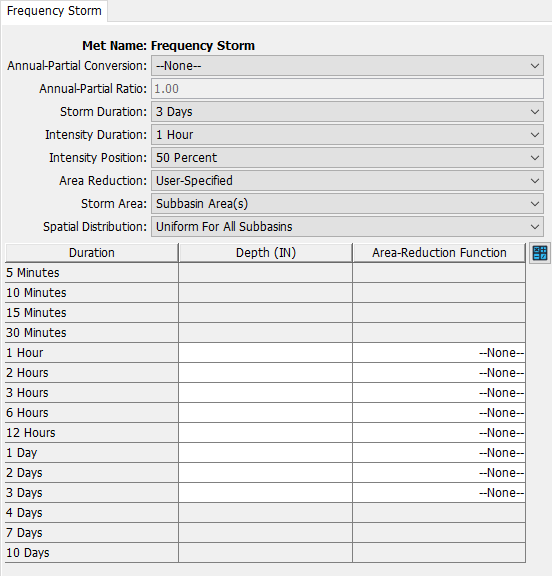 Frequency Storm
Met Name: Frequency Storm
Annual-Partial Conversion: --None--
Annual-Partial Ratio: 1.00
Storm Duration: 3 Days
Intensity Duration: 1 Hour
Intensity Position: 50 Percent
Area Reduction: User-Specified
Storm Area: Subbasin Area(s)
Spatial Distribution: Uniform For All Subbasins
Duration Depth (IN) Area-Reduction Function
5 Minutes
10 Minutes
15 Minutes
30 Minutes
1 Hour --None--
2 Hours --None--
3 Hours --None--
6 Hours --None--
12 Hours --None--
1 Day --None--
2 Days --None--
3 Days --None--
4 Days
7 Days
10 Days